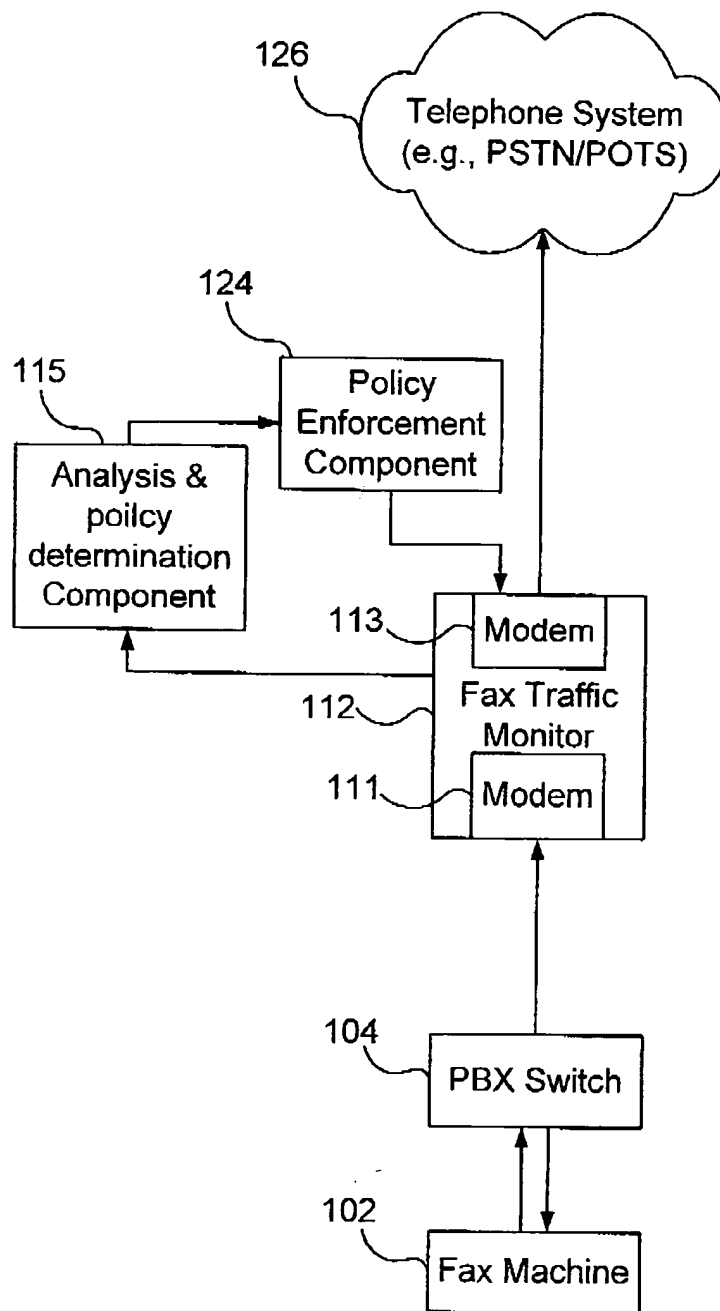 126
Telephone System
(e.g., PSTN/POTS)
124
Policy
Enforcement
Component
115
Analysis &
poilcy
determination
Component
113
Modem
112
Fax Traffic
Monitor
111
Modem
104
PBX Switch
102
Fax Machine